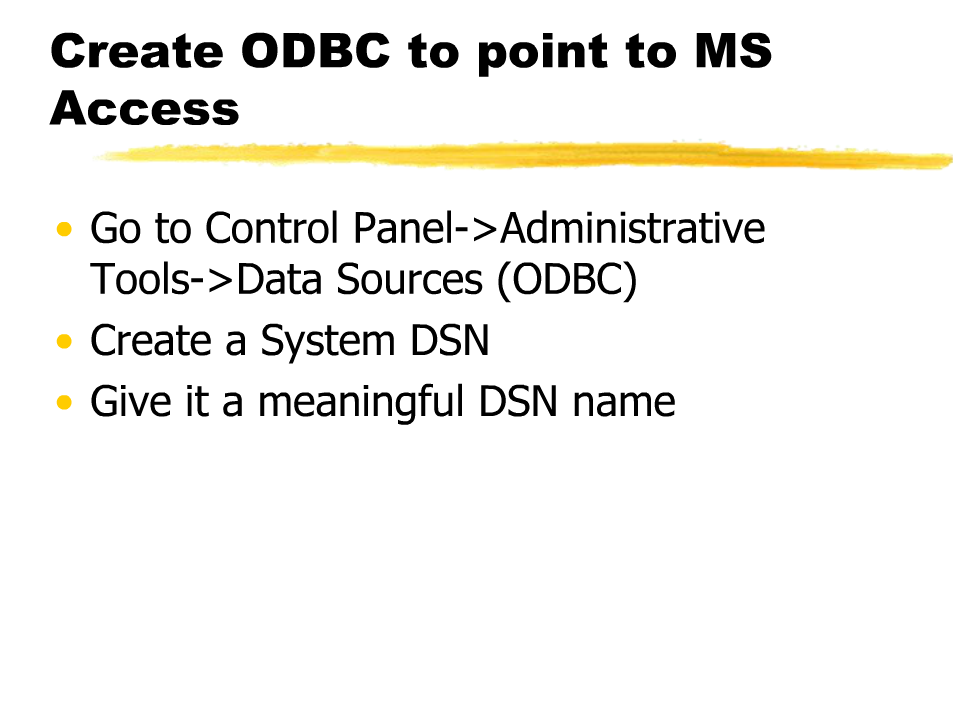 Create ODBC to point to MS
Access
• Go to Control Panel->Administrative
Tools->Data Sources (ODBC)
• Create a System DSN
• Give it a meaningful DSN name